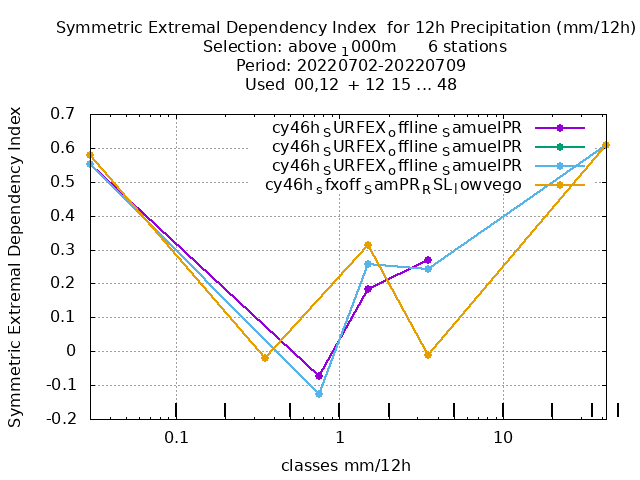 Symmetric Extremal Dependency Index  for 12h Precipitation (mm/12h)
Selection: above 1000m      6 stations
Period: 20220702-20220709
Used  00,12  + 12 15 ... 48
Symmetric Extremal Dependency Index
0.7
0.6
0.5
0.4
0.3
0.2
0.1
0
-0.1
-0.2
cy46h SURFEX offline SamuelPR
cy46h SURFEX offline SamuelPR
cy46h SURFEX offline SamuelPR
cy46h sfxoff SamPR RSL lowvego
0.1 1 10
classes mm/12h